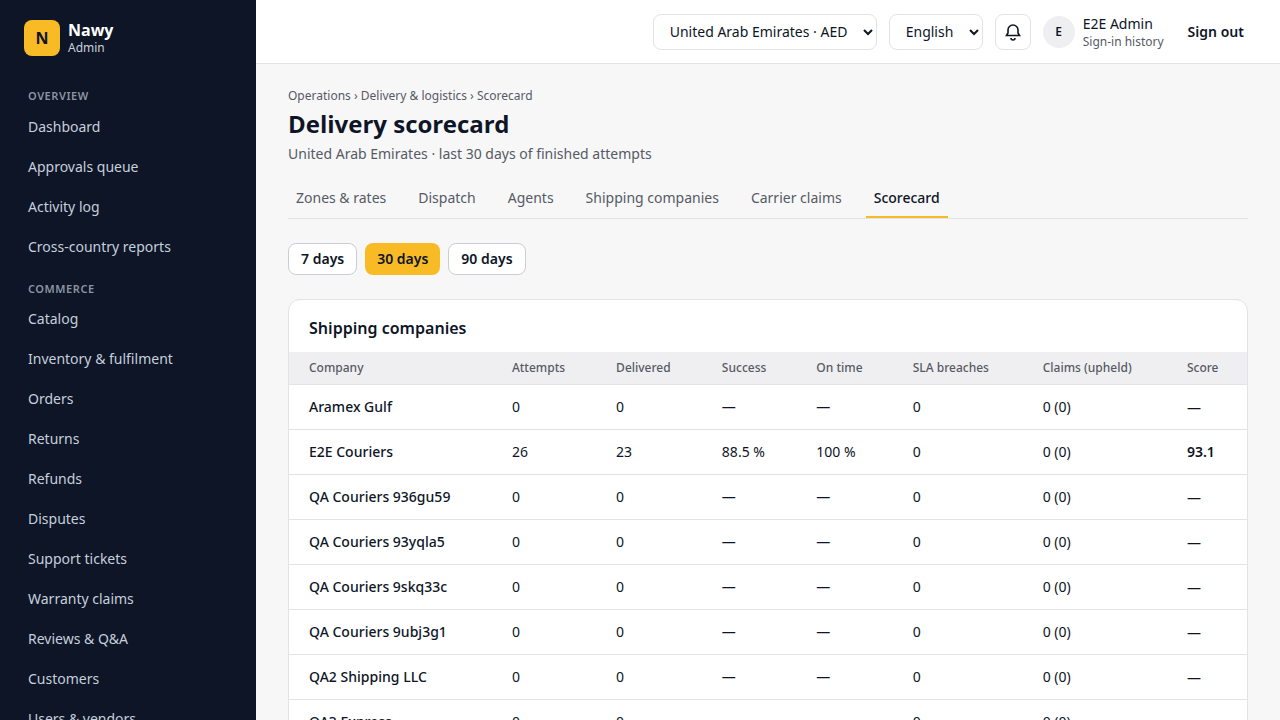 N
Nawy
Admin
OVERVIEW
Dashboard
Approvals queue
Activity log
Cross-country reports
COMMERCE
Catalog
Inventory & fulfilment
Orders
Returns
Refunds
Disputes
Support tickets
Warranty claims
Reviews & Q&A
Customers
Users & vendors
United Arab Emirates · AED
English
E
E2E Admin
Sign-in history
Sign out
Operations › Delivery & logistics › Scorecard
Delivery scorecard
United Arab Emirates · last 30 days of finished attempts
Zones & rates Dispatch Agents Shipping companies Carrier claims Scorecard
7 days 30 days 90 days
Shipping companies
Company Attempts Delivered Success On time SLA breaches Claims (upheld) Score
Aramex Gulf 0 0 — — 0 0 (0) —
E2E Couriers 26 23 88.5 % 100 % 0 0 (0) 93.1
QA Couriers 936gu59 0 0 — — 0 0 (0) —
QA Couriers 93yqla5 0 0 — — 0 0 (0) —
QA Couriers 9skq33c 0 0 — — 0 0 (0) —
QA Couriers 9ubj3g1 0 0 — — 0 0 (0) —
QA2 Shipping LLC 0 0 — — 0 0 (0) —